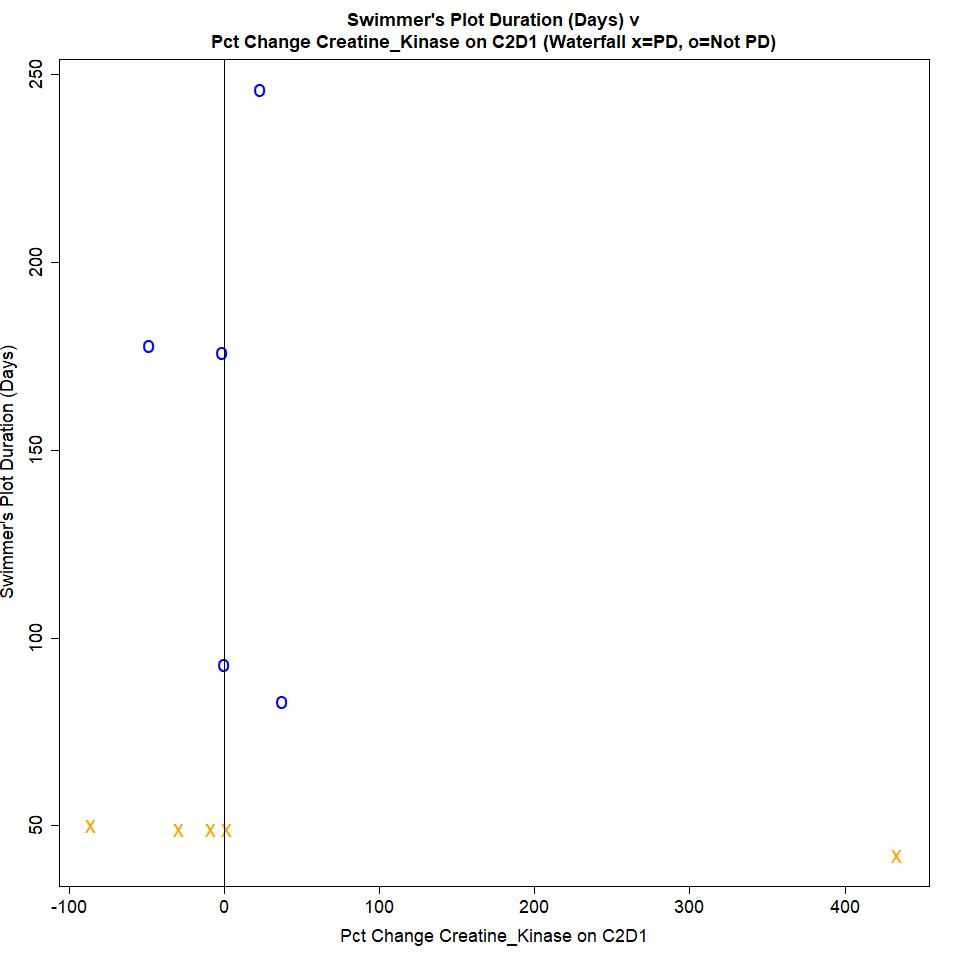 Swimmer's Plot Duration (Days) v
Pct Change Creatine_Kinase on C2D1 (Waterfall x=PD, o=Not PD)
Swimmer's Plot Duration (Days)
250
200
150
100
50
o
o
o
o
o
x
x
x
x
x
-100
0
100
200
300
400
Pct Change Creatine_Kinase on C2D1